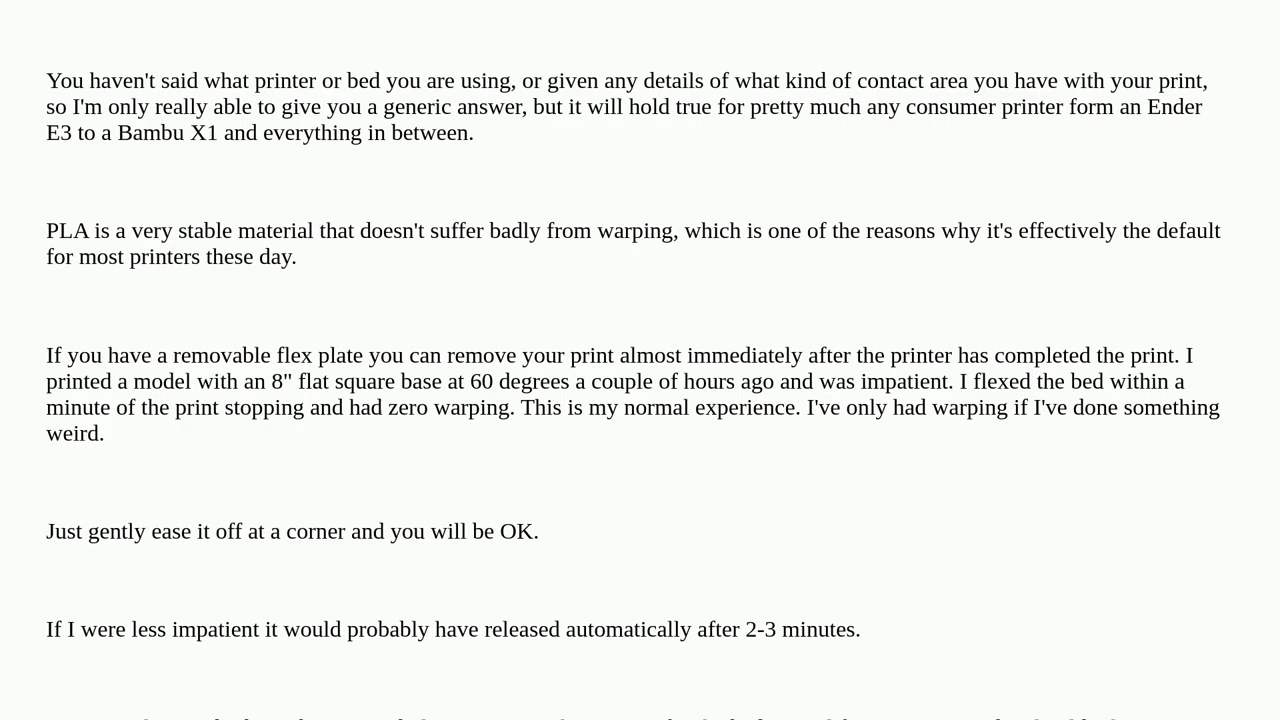 You haven't said what printer or bed you are using, or given any details of what kind of contact area you have with your print,
so I'm only really able to give you a generic answer, but it will hold true for pretty much any consumer printer form an Ender
E3 to a Bambu X1 and everything in between.
PLA is a very stable material that doesn't suffer badly from warping, which is one of the reasons why it's effectively the default
for most printers these day.
If you have a removable flex plate you can remove your print almost immediately after the printer has completed the print. I
printed a model with an 8" flat square base at 60 degrees a couple of hours ago and was impatient. I flexed the bed within a
minute of the print stopping and had zero warping. This is my normal experience. I've only had warping if I've done something
weird.
Just gently ease it off at a corner and you will be OK.
If I were less impatient it would probably have released automatically after 2-3 minutes.